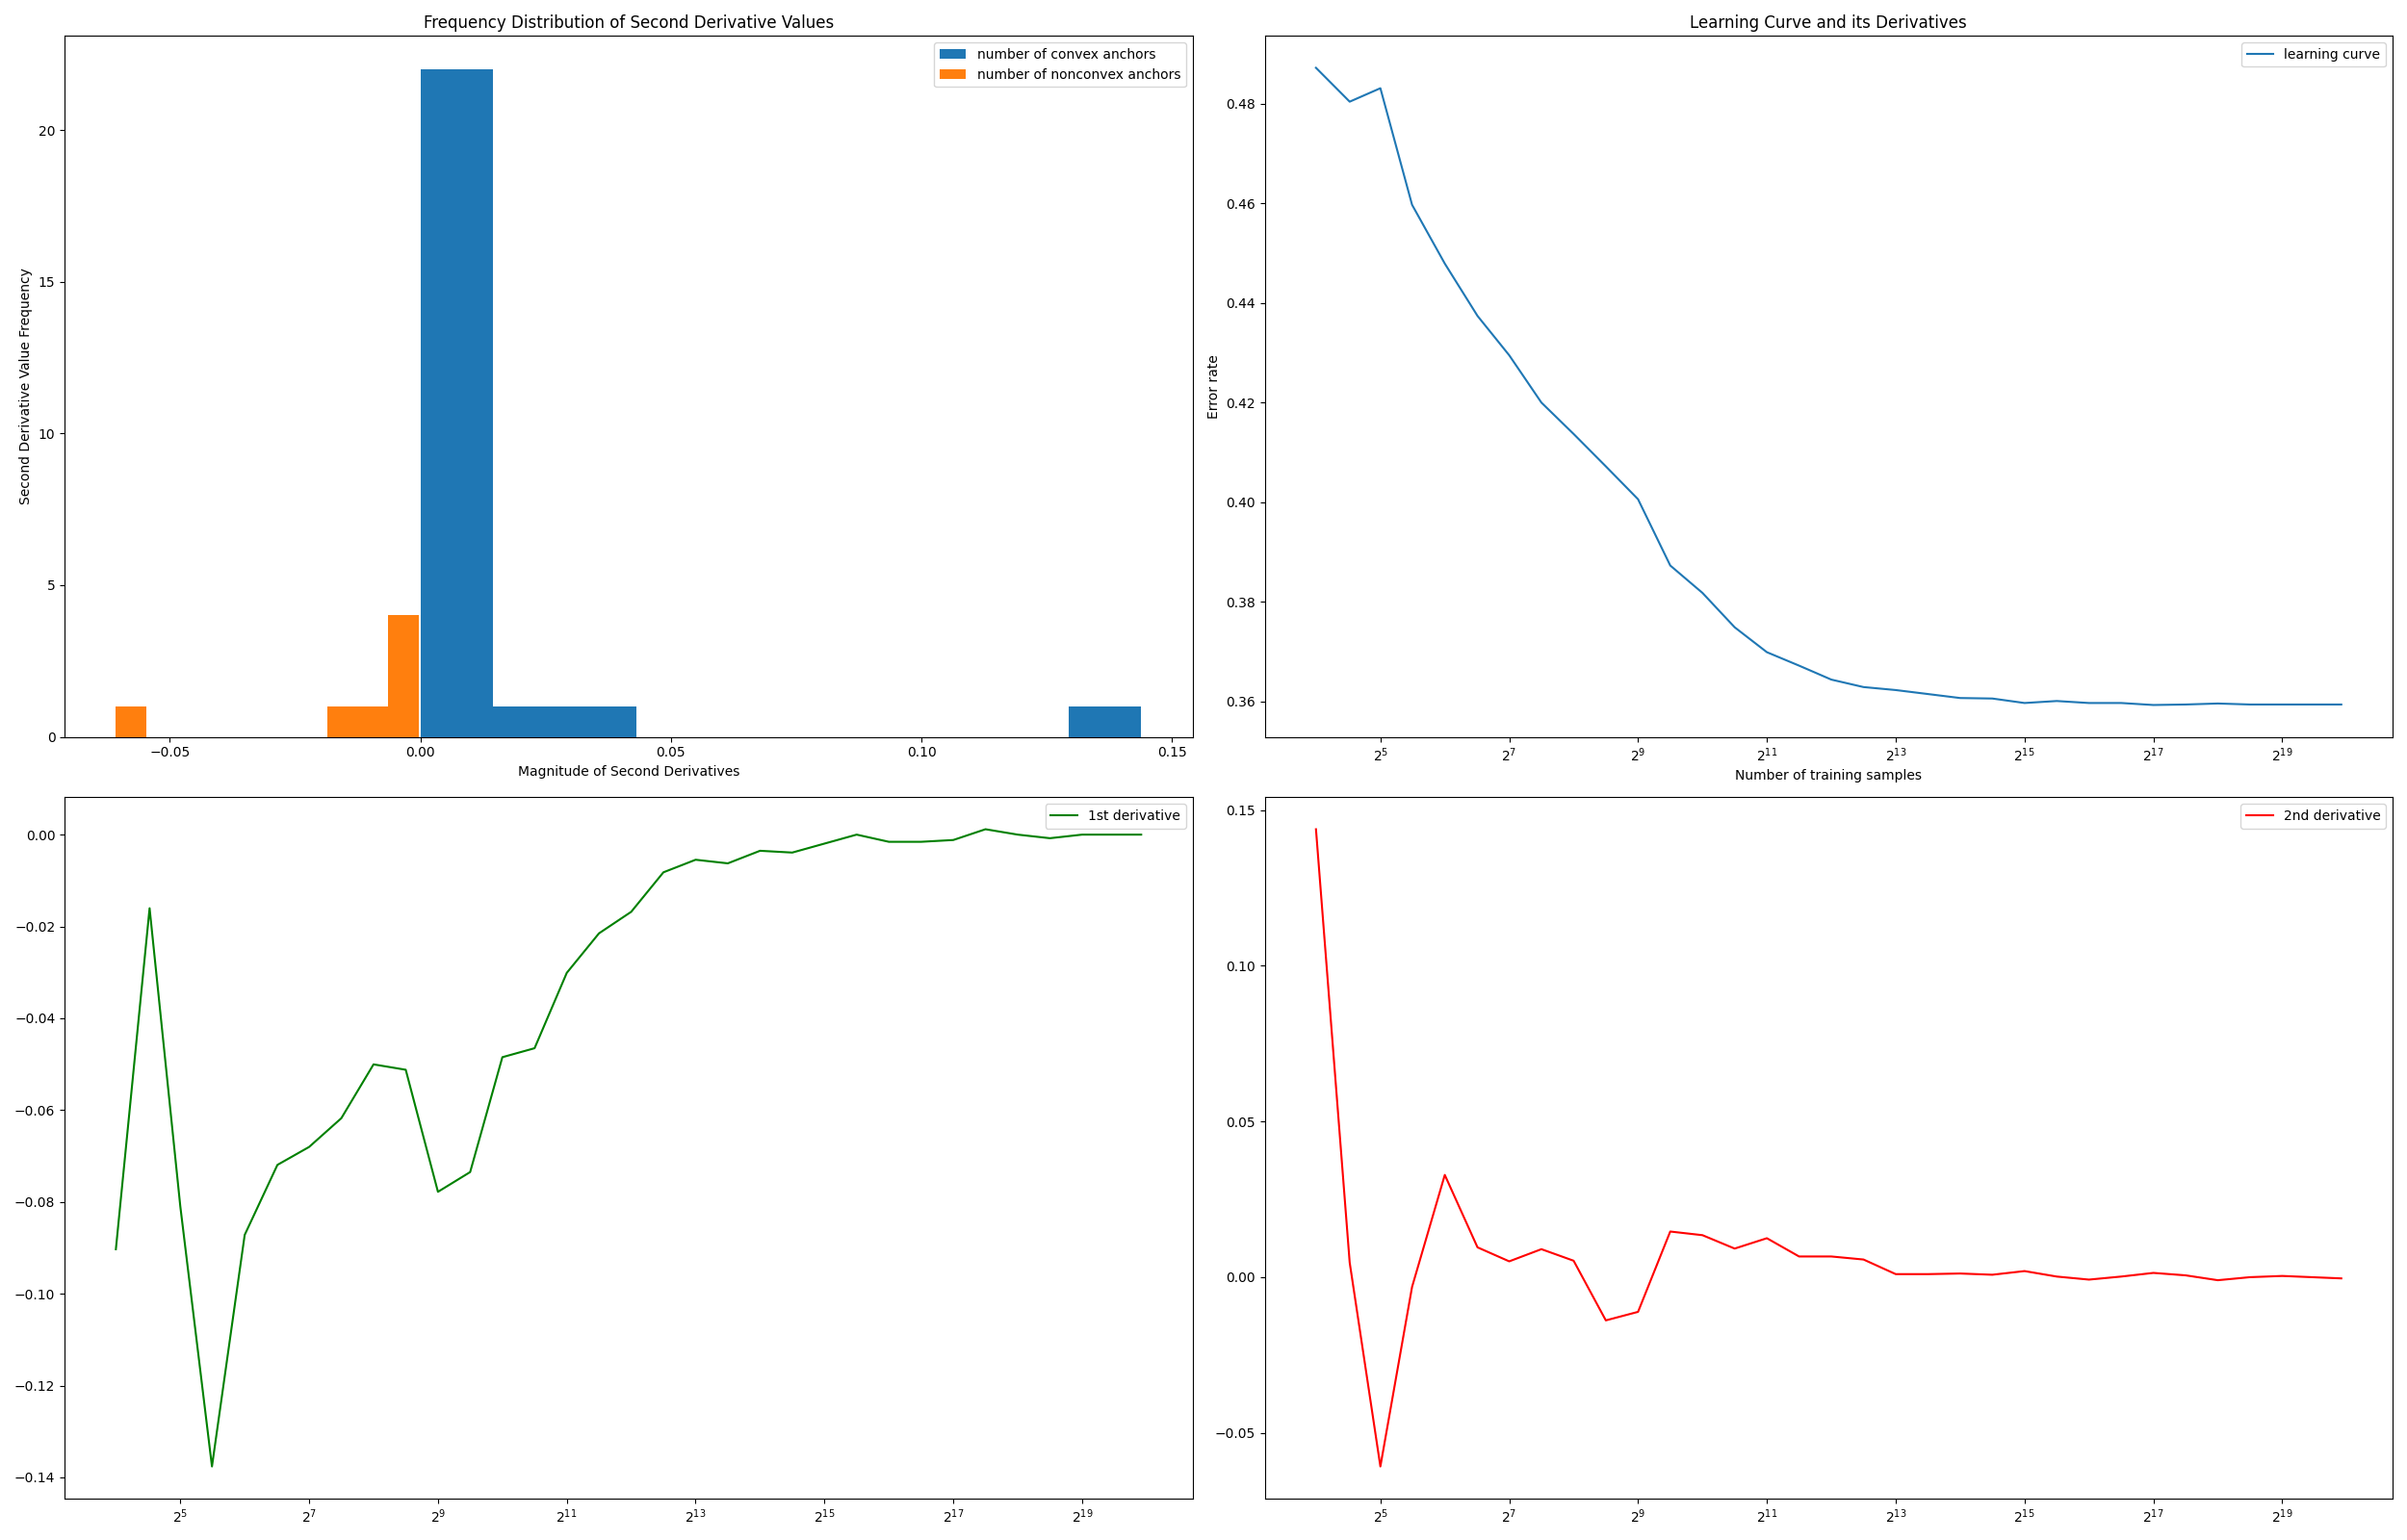 Frequency Distribution of Second Derivative Values
number of convex anchors
number of nonconvex anchors
Second Derivative Value Frequency
20
15
10
5
0
−0.05 0.00 0.05 0.10 0.15
Magnitude of Second Derivatives
Learning Curve and its Derivatives
learning curve
Error rate
0.48
0.46
0.44
0.42
0.40
0.38
0.36
2^5 2^7 2^9 2^11 2^13 2^15 2^17 2^19
Number of training samples
1st derivative
0.00
−0.02
−0.04
−0.06
−0.08
−0.10
−0.12
−0.14
2^5 2^7 2^9 2^11 2^13 2^15 2^17 2^19
2nd derivative
0.15
0.10
0.05
0.00
−0.05
2^5 2^7 2^9 2^11 2^13 2^15 2^17 2^19